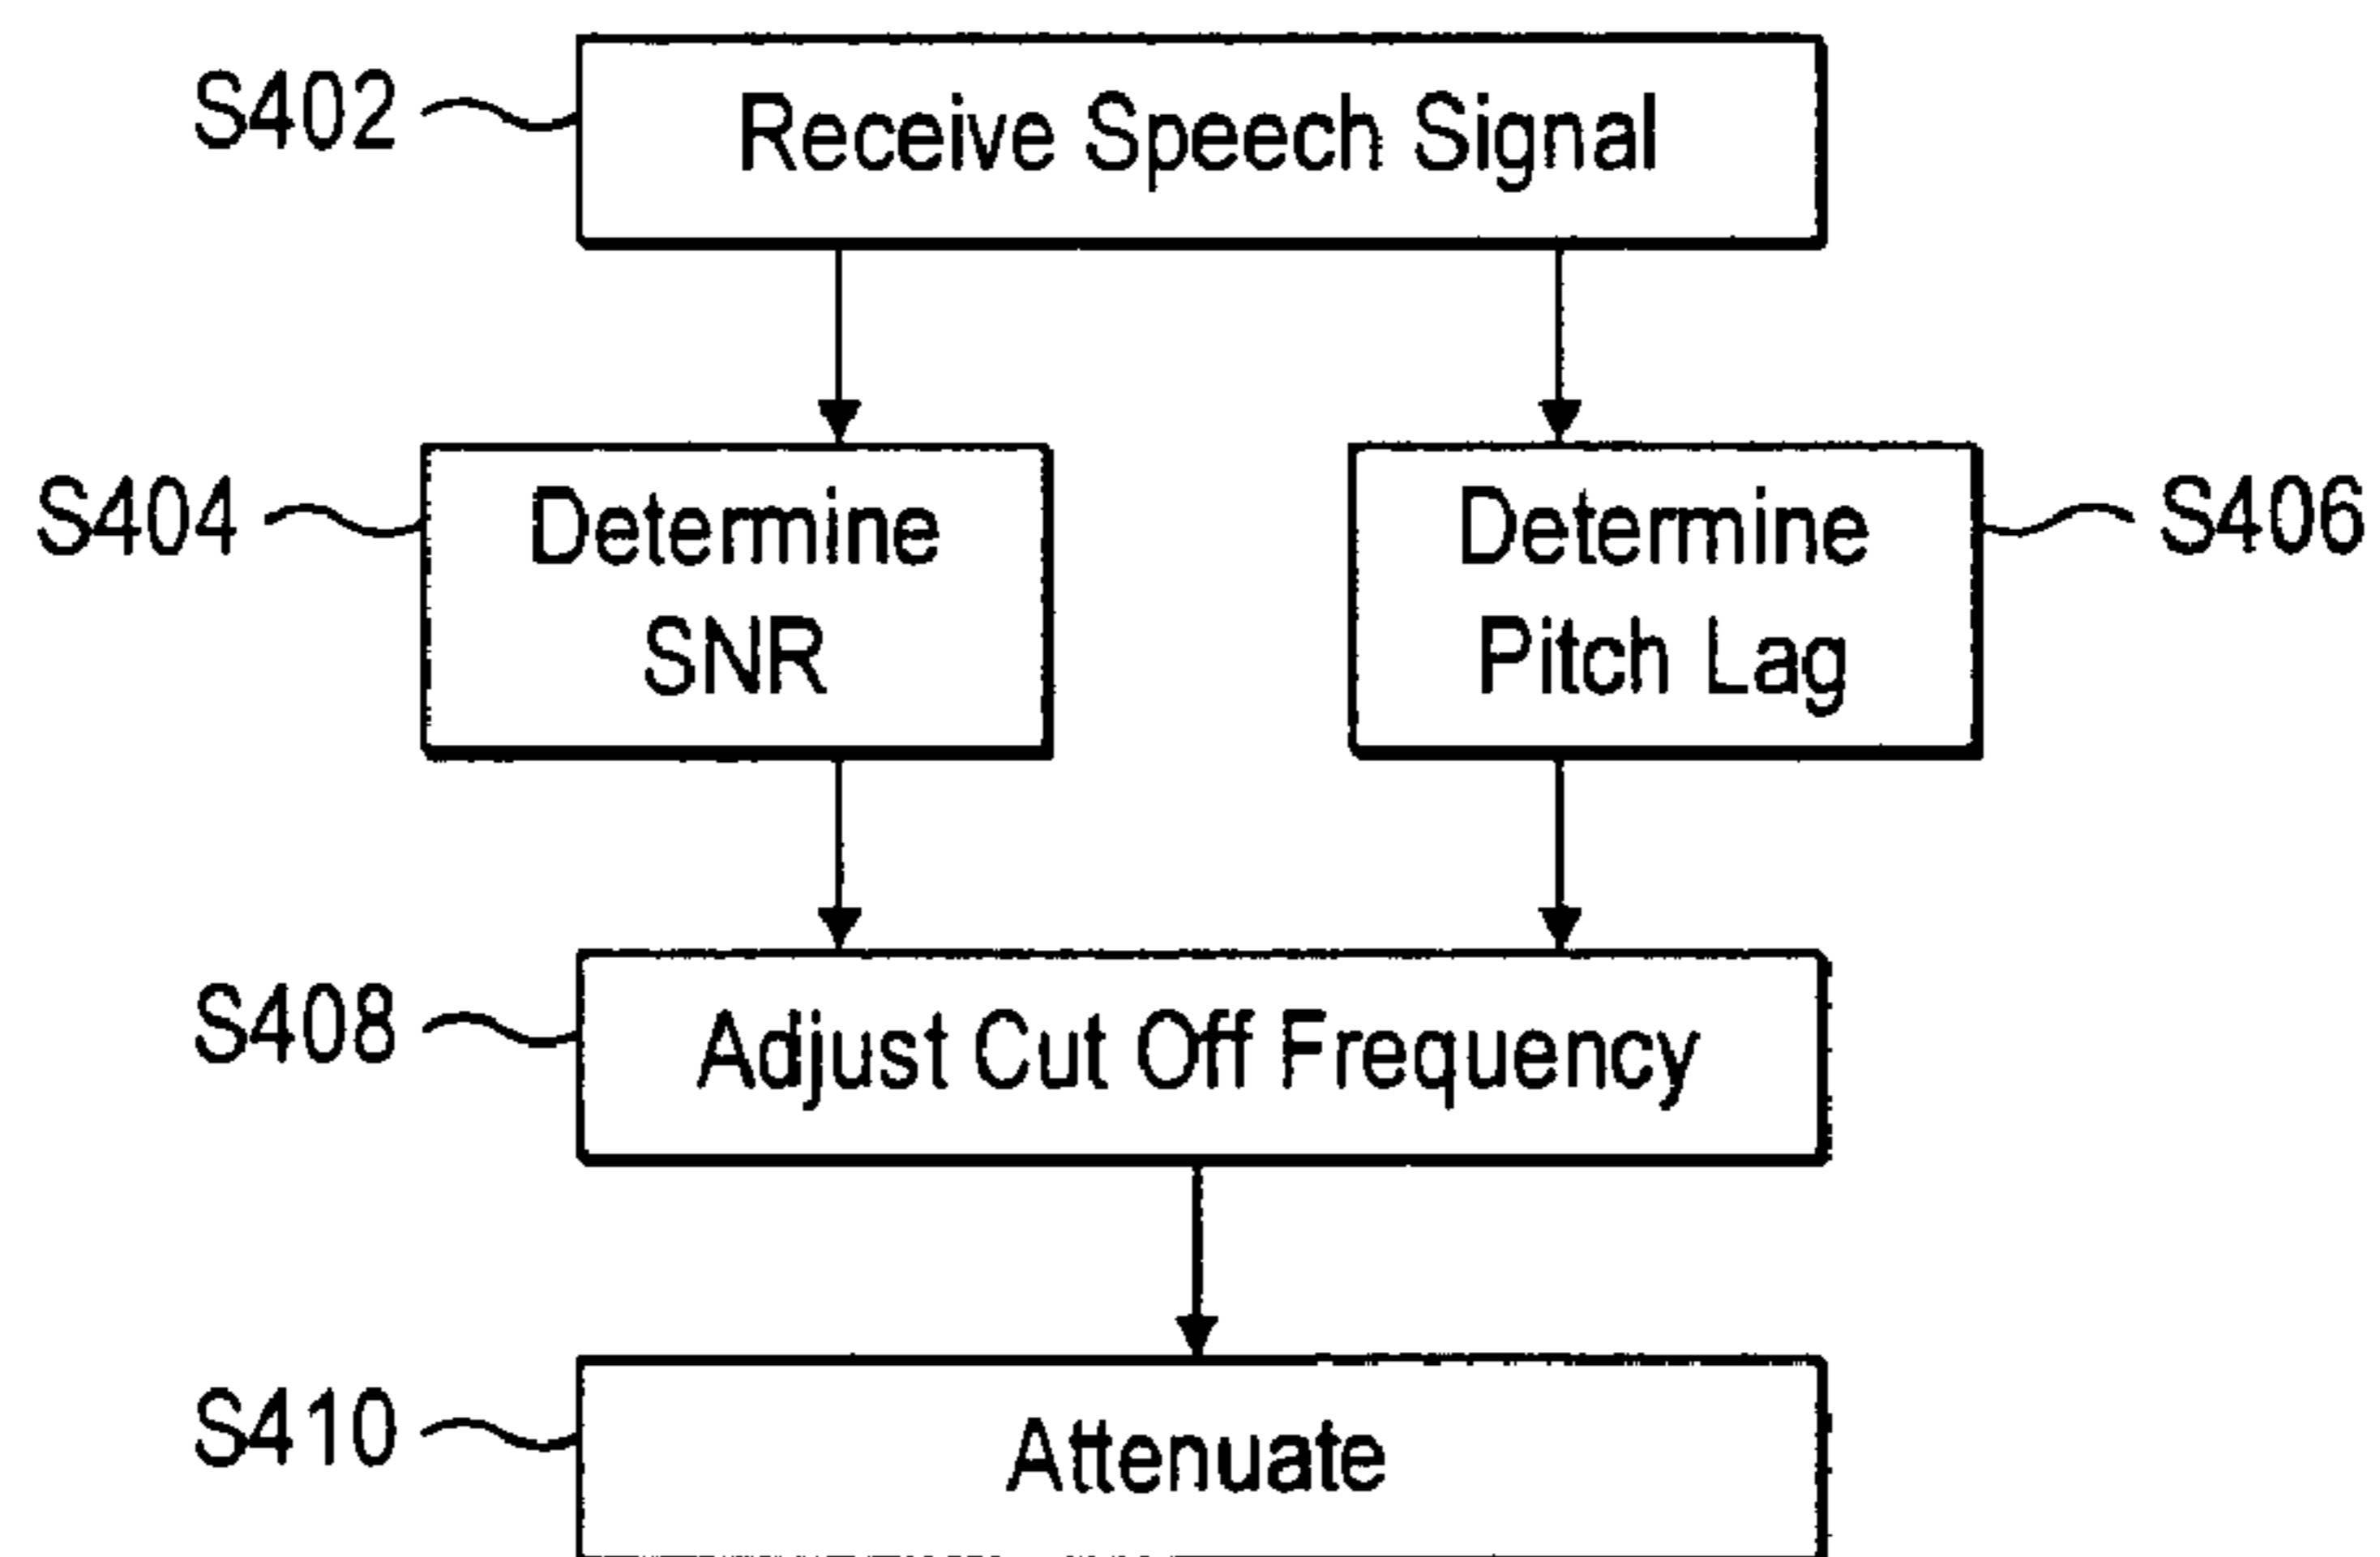 S402
Receive Speech Signal
S404
Determine
SNR
Determine
Pitch Lag
S406
S408
Adjust Cut Off Frequency
S410
Attenuate